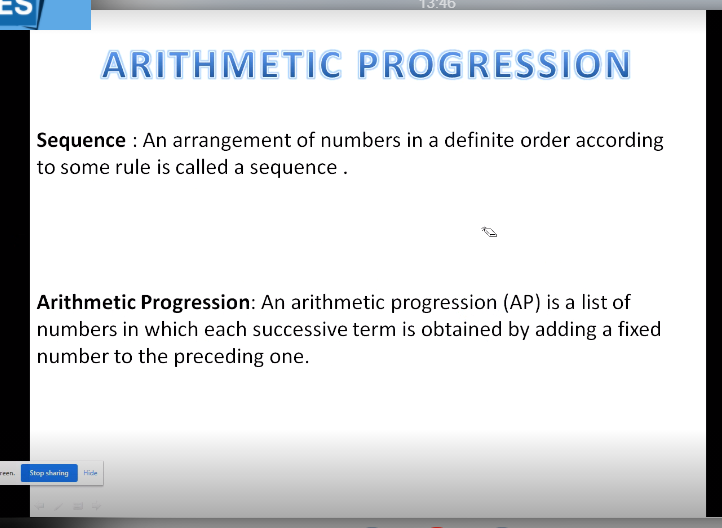 ES
13:46
ARITHMETIC PROGRESSION
Sequence : An arrangement of numbers in a definite order according
to some rule is called a sequence .
Arithmetic Progression: An arithmetic progression (AP) is a list of
numbers in which each successive term is obtained by adding a fixed
number to the preceding one.
reen. Stop sharing Hide